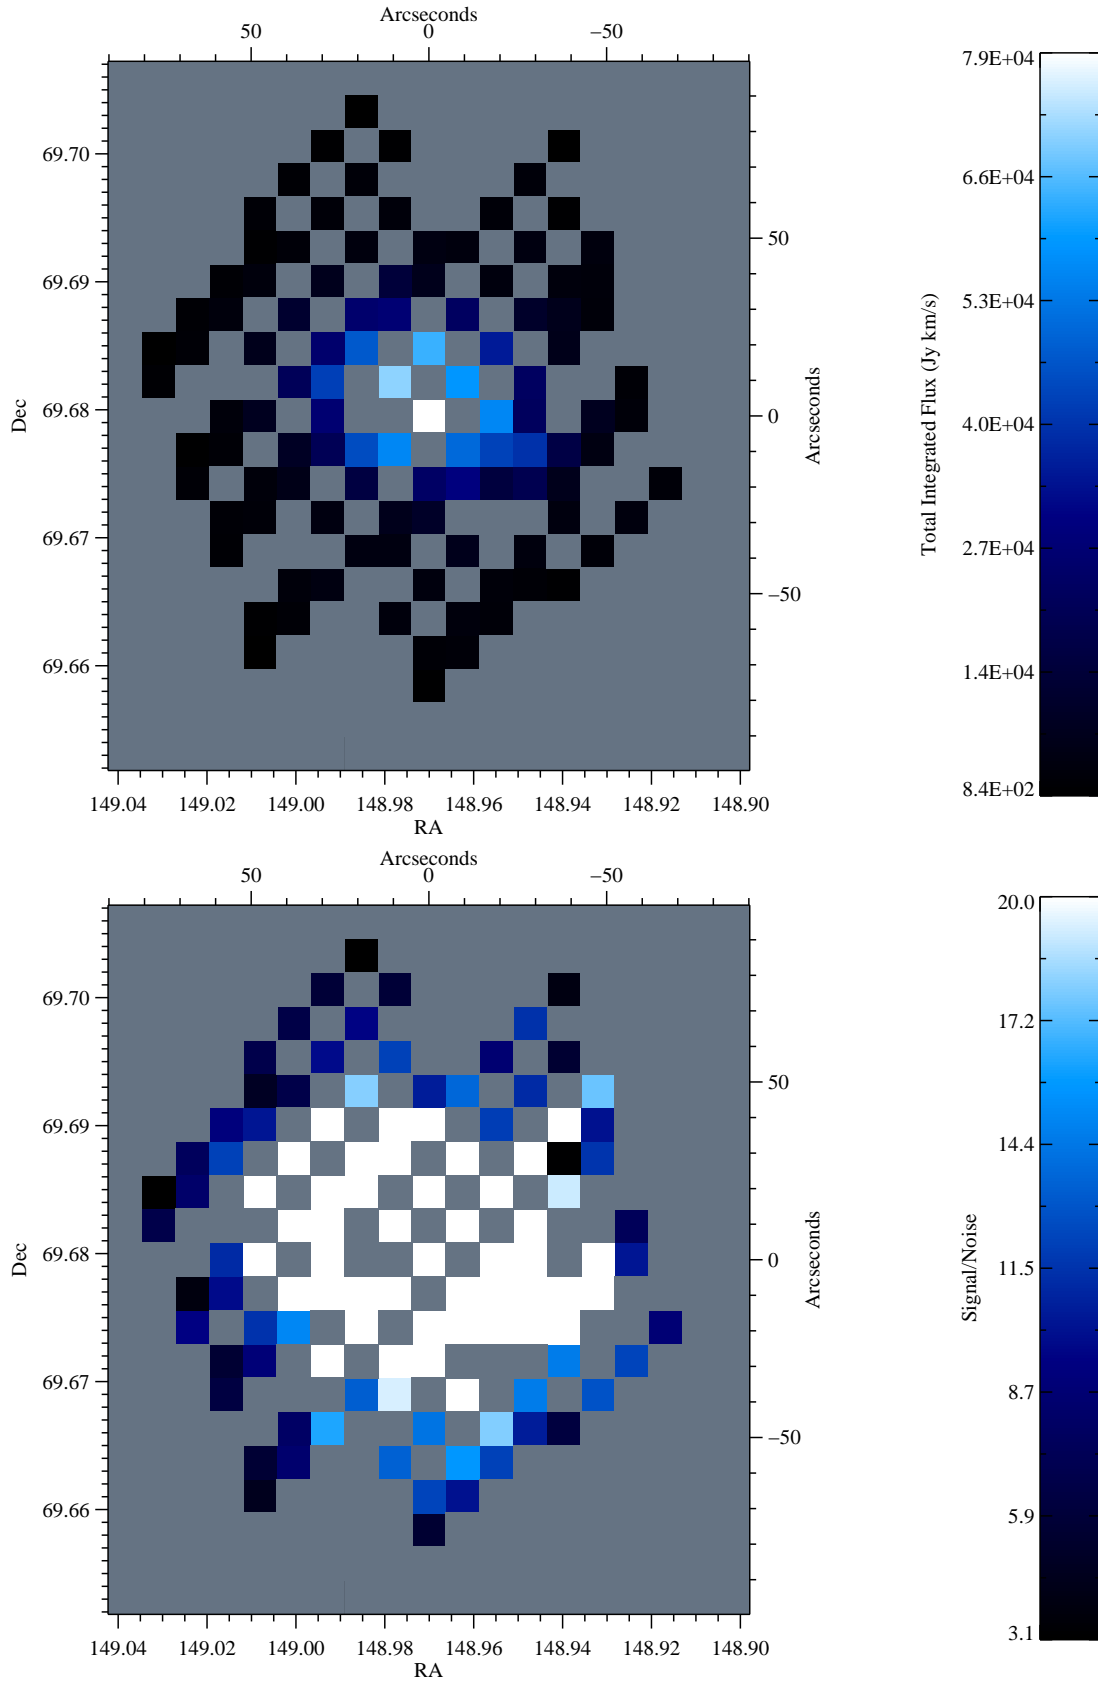 Arcseconds
50 0 −50
69.70
69.69
69.68
69.67
69.66
Dec
50
0
−50
Arcseconds
149.04 149.02 149.00 148.98 148.96 148.94 148.92 148.90
RA
7.9E+04
6.6E+04
5.3E+04
4.0E+04
2.7E+04
1.4E+04
8.4E+02
Total Integrated Flux (Jy km/s)
Arcseconds
50 0 −50
69.70
69.69
69.68
69.67
69.66
Dec
50
0
−50
Arcseconds
149.04 149.02 149.00 148.98 148.96 148.94 148.92 148.90
RA
20.0
17.2
14.4
11.5
8.7
5.9
3.1
Signal/Noise